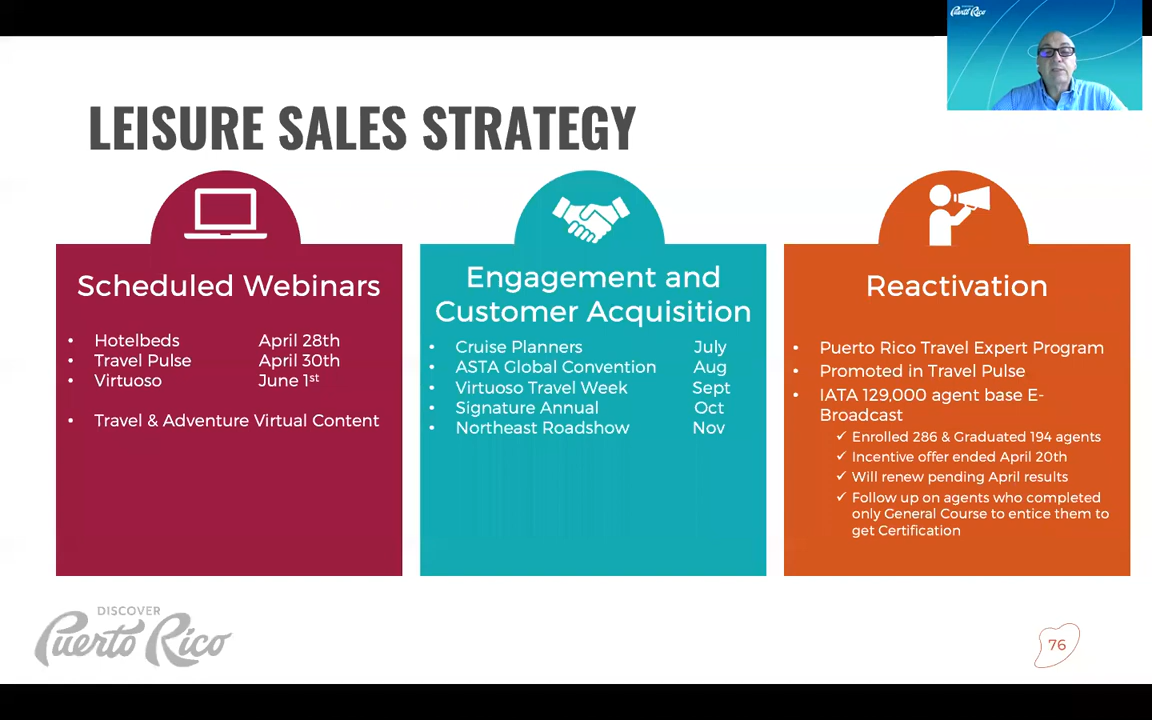 Puerto Rico
LEISURE SALES STRATEGY
Scheduled Webinars
• Hotelbeds April 28th
• Travel Pulse April 30th
• Virtuoso June 1st
• Travel & Adventure Virtual Content
Engagement and
Customer Acquisition
• Cruise Planners July
• ASTA Global Convention Aug
• Virtuoso Travel Week Sept
• Signature Annual Oct
• Northeast Roadshow Nov
Reactivation
• Puerto Rico Travel Expert Program
• Promoted in Travel Pulse
• IATA 129,000 agent base E-
Broadcast
✓ Enrolled 286 & Graduated 194 agents
✓ Incentive offer ended April 20th
✓ Will renew pending April results
✓ Follow up on agents who completed
only General Course to entice them to
get Certification
DISCOVER
Puerto Rico
76